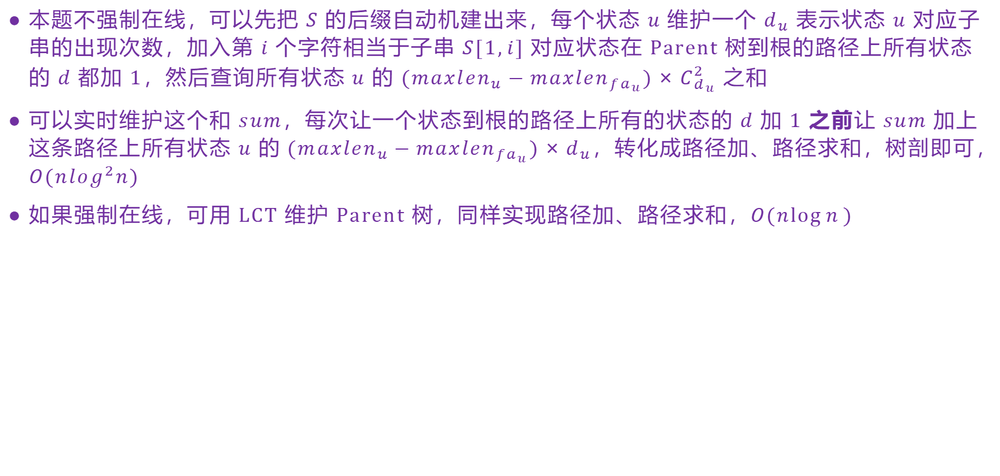 ● 本题不强制在线，可以先把 S 的后缀自动机建出来，每个状态 u 维护一个 d_u 表示状态 u 对应子
串的出现次数，加入第 i 个字符相当于子串 S[1, i] 对应状态在 Parent 树到根的路径上所有状态
的 d 都加 1，然后查询所有状态 u 的 (maxlen_u − maxlen_{fa_u}) × C_{d_u}^2 之和
● 可以实时维护这个和 sum，每次让一个状态到根的路径上所有的状态的 d 加 1 之前让 sum 加上
这条路径上所有状态 u 的 (maxlen_u − maxlen_{fa_u}) × d_u，转化成路径加、路径求和，树剖即可，
O(nlog^2n)
● 如果强制在线，可用 LCT 维护 Parent 树，同样实现路径加、路径求和，O(nlog n)